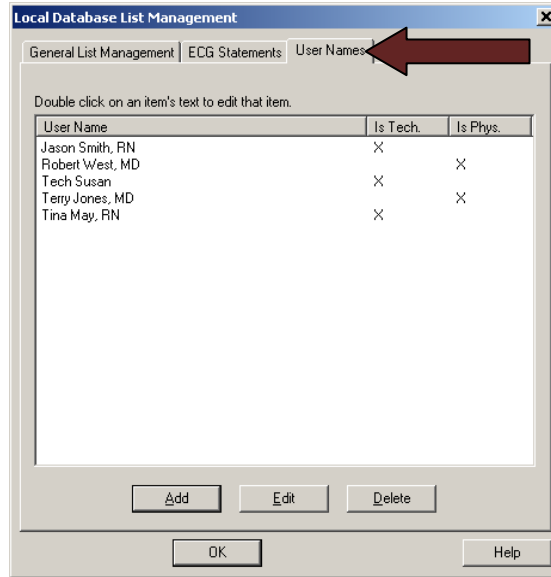 Local Database List Management
General List Management ECG Statements User Names
Double click on an item's text to edit that item.
User Name Is Tech. Is Phys.
Jason Smith, RN X
Robert West, MD X
Tech Susan X
Terry Jones, MD X
Tina May, RN X
Add Edit Delete
OK Help